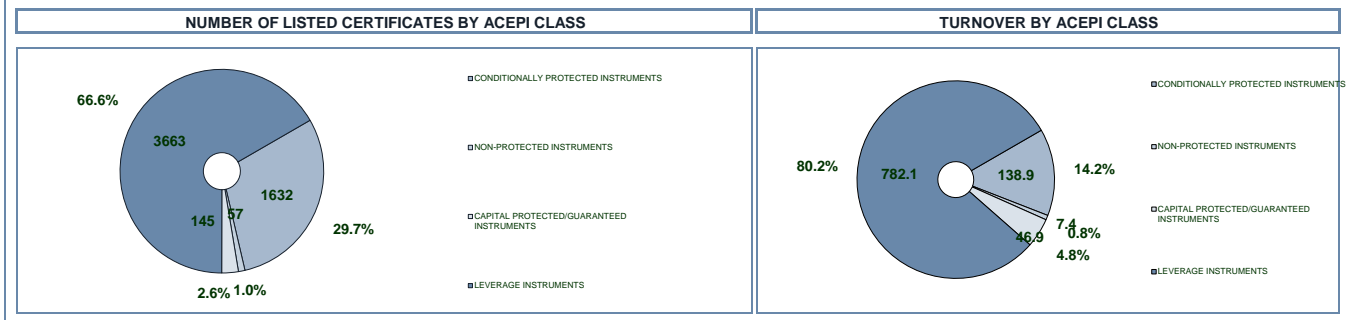 NUMBER OF LISTED CERTIFICATES BY ACEPI CLASS
66.6%
3663
1632
145
57
29.7%
2.6%
1.0%
CONDITIONALLY PROTECTED INSTRUMENTS
NON-PROTECTED INSTRUMENTS
CAPITAL PROTECTED/GUARANTEED
INSTRUMENTS
LEVERAGE INSTRUMENTS
TURNOVER BY ACEPI CLASS
80.2%
782.1
138.9
14.2%
7.4
0.8%
46.9
4.8%
CONDITIONALLY PROTECTED INSTRUMENTS
NON-PROTECTED INSTRUMENTS
CAPITAL PROTECTED/GUARANTEED
INSTRUMENTS
LEVERAGE INSTRUMENTS